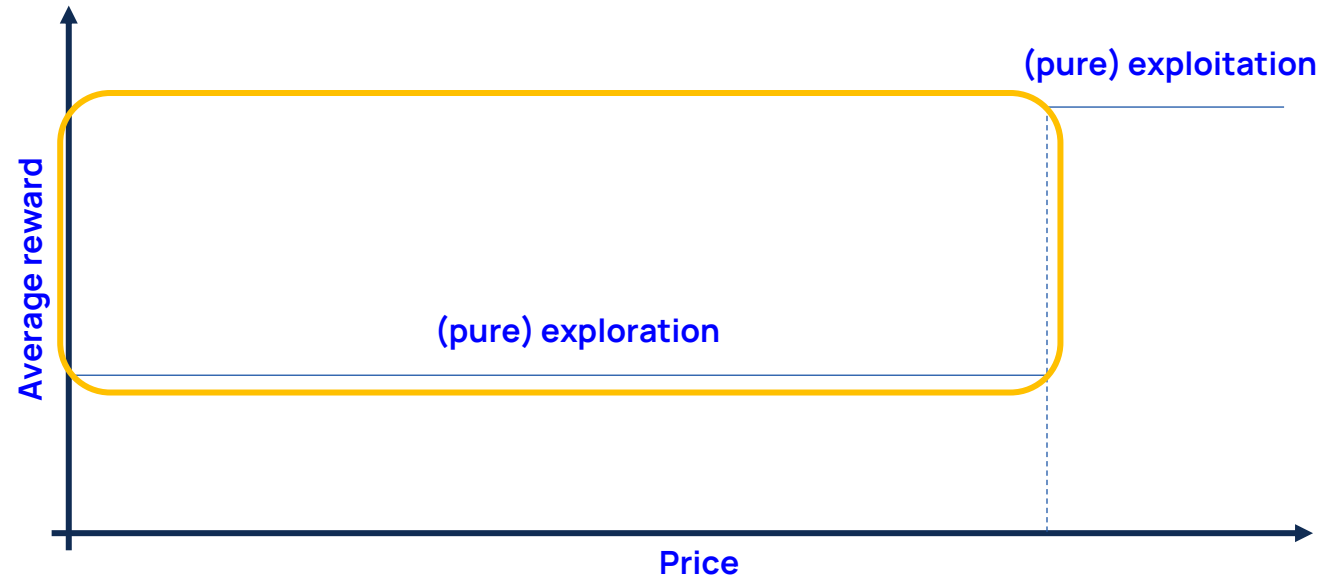 (pure) exploitation
Average reward
(pure) exploration
Price